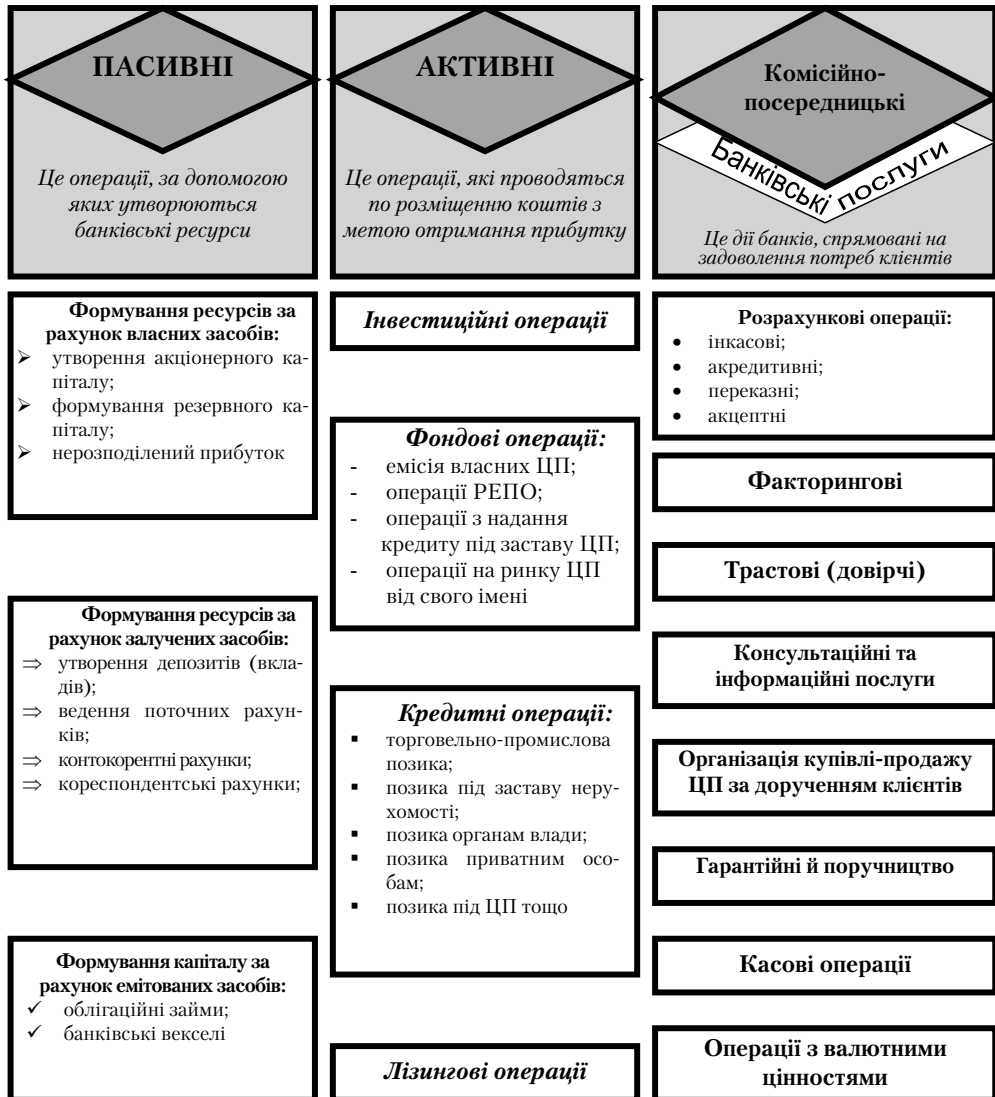 ПАСИВНІ
Це операції, за допомогою
яких утворюються
банківські ресурси
Формування ресурсів за
рахунок власних засобів:
➢ утворення акціонерного ка-
піталу;
➢ формування резервного ка-
піталу;
➢ нерозподілений прибуток
Формування ресурсів за
рахунок залучених засобів:
⇒ утворення депозитів (вкла-
дів);
⇒ ведення поточних рахун-
ків;
⇒ контокорентні рахунки;
⇒ кореспондентські рахунки;
Формування капіталу за
рахунок емітованих засобів:
✓ облігаційні займи;
✓ банківські векселі
АКТИВНІ
Це операції, які проводяться
по розміщенню коштів з
метою отримання прибутку
Інвестиційні операції
Фондові операції:
- емісія власних ЦП;
- операції РЕПО;
- операції з надання
кредиту під заставу ЦП;
- операції на ринку ЦП
від свого імені
Кредитні операції:
▪ торговельно-промислова
позика;
▪ позика під заставу неру-
хомості;
▪ позика органам влади;
▪ позика приватним осо-
бам;
▪ позика під ЦП тощо
Лізингові операції
Комісійно-
посередницькі
Банківські послуги
Це дії банків, спрямовані на
задоволення потреб клієнтів
Розрахункові операції:
• інкасові;
• акредитивні;
• переказні;
• акцептні
Факторингові
Трастові (довірчі)
Консультаційні та
інформаційні послуги
Організація купівлі-продажу
ЦП за дорученням клієнтів
Гарантійні й поручництво
Касові операції
Операції з валютними
цінностями